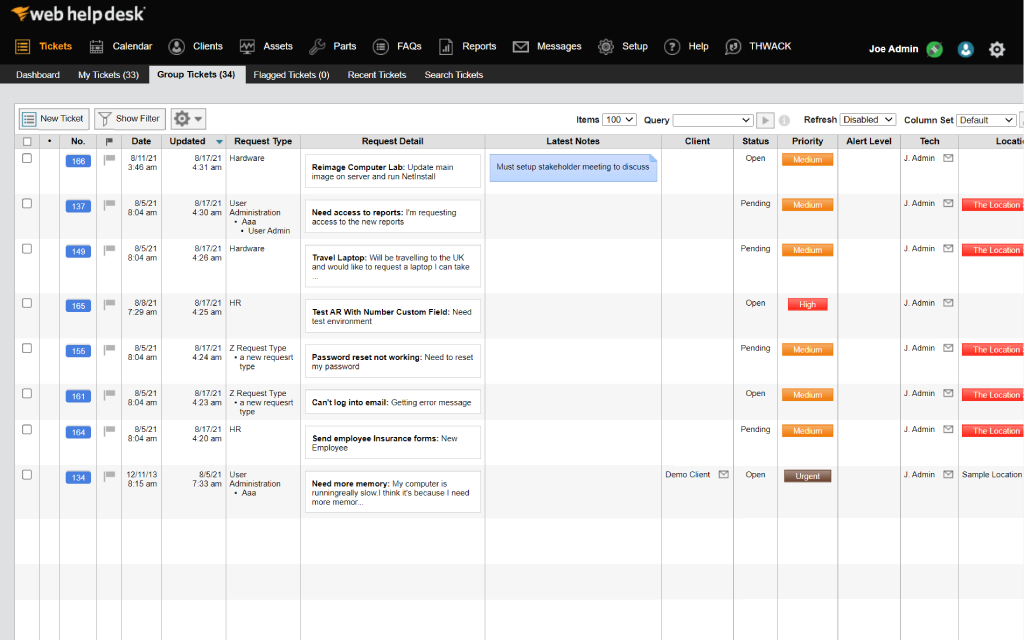 web help desk
Tickets Calendar Clients Assets Parts FAQs Reports Messages Setup Help THWACK Joe Admin
Dashboard My Tickets (33) Group Tickets (34) Flagged Tickets (0) Recent Tickets Search Tickets
New Ticket Show Filter Items 100 Query Refresh Disabled Column Set Default
No. Date Updated Request Type Request Detail Latest Notes Client Status Priority Alert Level Tech Locati
166 8/11/21 8/17/21 Hardware Open Medium J. Admin
3:46 am 4:31 am
Reimage Computer Lab: Update main
image on server and run NetInstall
Must setup stakeholder meeting to discuss
137 8/5/21 8/17/21 User Pending Medium J. Admin The Location
8:04 am 4:30 am Administration
• Aaa
• User Admin
Need access to reports: I'm requesting
access to the new reports
149 8/5/21 8/17/21 Hardware Pending Medium J. Admin The Location
8:04 am 4:26 am
Travel Laptop: Will be travelling to the UK
and would like to request a laptop I can take
...
165 8/8/21 8/17/21 HR Open High J. Admin
7:29 am 4:25 am
Test AR With Number Custom Field: Need
test environment
155 8/5/21 8/17/21 Z Request Type Pending Medium J. Admin The Location
8:04 am 4:24 am • a new requesrt
type
Password reset not working: Need to reset
my password
161 8/5/21 8/17/21 Z Request Type Open Medium J. Admin The Location
8:04 am 4:23 am • a new requesrt
type
Can't log into email: Getting error message
164 8/5/21 8/17/21 HR Pending Medium J. Admin The Location
8:04 am 4:20 am
Send employee Insurance forms: New
Employee
134 12/11/13 8/5/21 User Demo Client Open Urgent J. Admin Sample Location
8:15 am 7:33 am Administration
• Aaa
Need more memory: My computer is
runningreally slow.I think it's because I need
more memor...